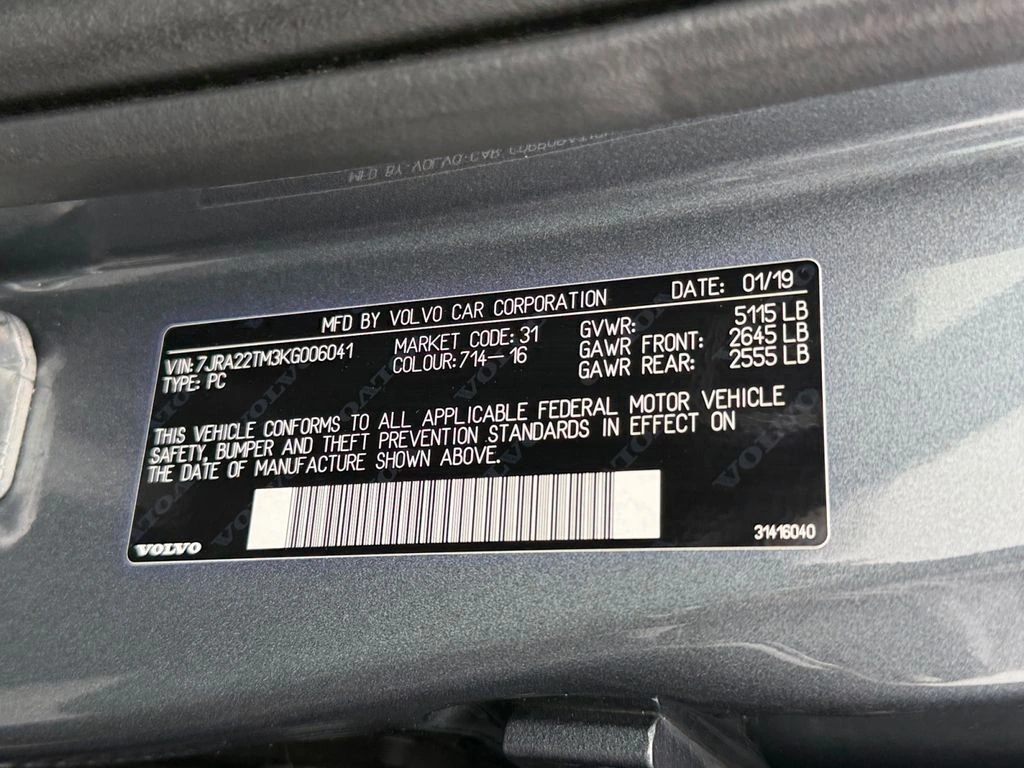 MFD BY VOLVO CAR CORPORATION DATE: 01/19
VIN: 7JRA22TM3KG006041 MARKET CODE: 31 GVWR: 5115 LB
TYPE: PC COLOUR: 714-16 GAWR FRONT: 2645 LB
GAWR REAR: 2555 LB
THIS VEHICLE CONFORMS TO ALL APPLICABLE FEDERAL MOTOR VEHICLE
SAFETY, BUMPER AND THEFT PREVENTION STANDARDS IN EFFECT ON
THE DATE OF MANUFACTURE SHOWN ABOVE.
VOLVO 31416040